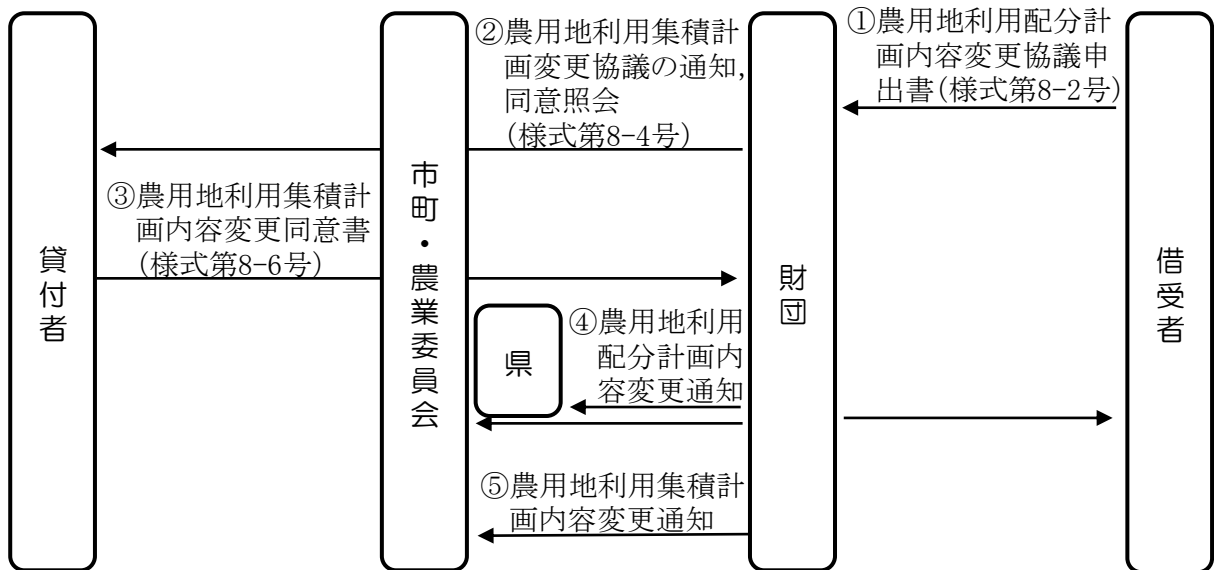 ①農用地利用配分計
画内容変更協議申
出書(様式第8-2号)
②農用地利用集積計
画変更協議の通知,
同意照会
(様式第8-4号)
③農用地利用集積計
画内容変更同意書
(様式第8-6号)
貸付者
市町・農業委員会
財団
借受者
県
④農用地利用
配分計画内
容変更通知
⑤農用地利用集積計
画内容変更通知